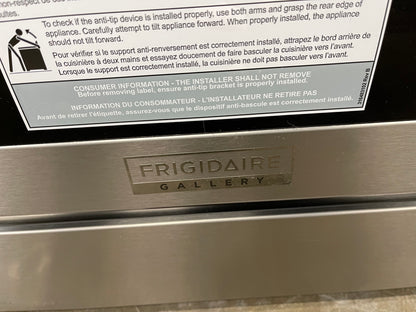 non-respect de
ultes.
To check if the anti-tip device is installed properly, use both arms and grasp the rear edge of
appliance. Carefully attempt to tilt appliance forward. When properly installed, the appliance
should not tilt forward.
Pour vérifier si le support anti-renversement est correctement installé, attrapez le bord arrière de
la cuisinière à deux mains et essayez doucement de faire basculer la cuisinière vers l'avant.
Lorsque le support est correctement installé, la cuisinière ne doit pas basculer vers l'avant.
CONSUMER INFORMATION - THE INSTALLER SHALL NOT REMOVE
Before removing label, ensure anti-tip bracket is properly installed.
INFORMATION DU CONSOMMATEUR - L'INSTALLATEUR NE RETIRE PAS
Avant de retirer l'étiquette, assurez-vous que le dispositif anti-bascule est correctement installé.
FRIGIDAIRE
GALLERY